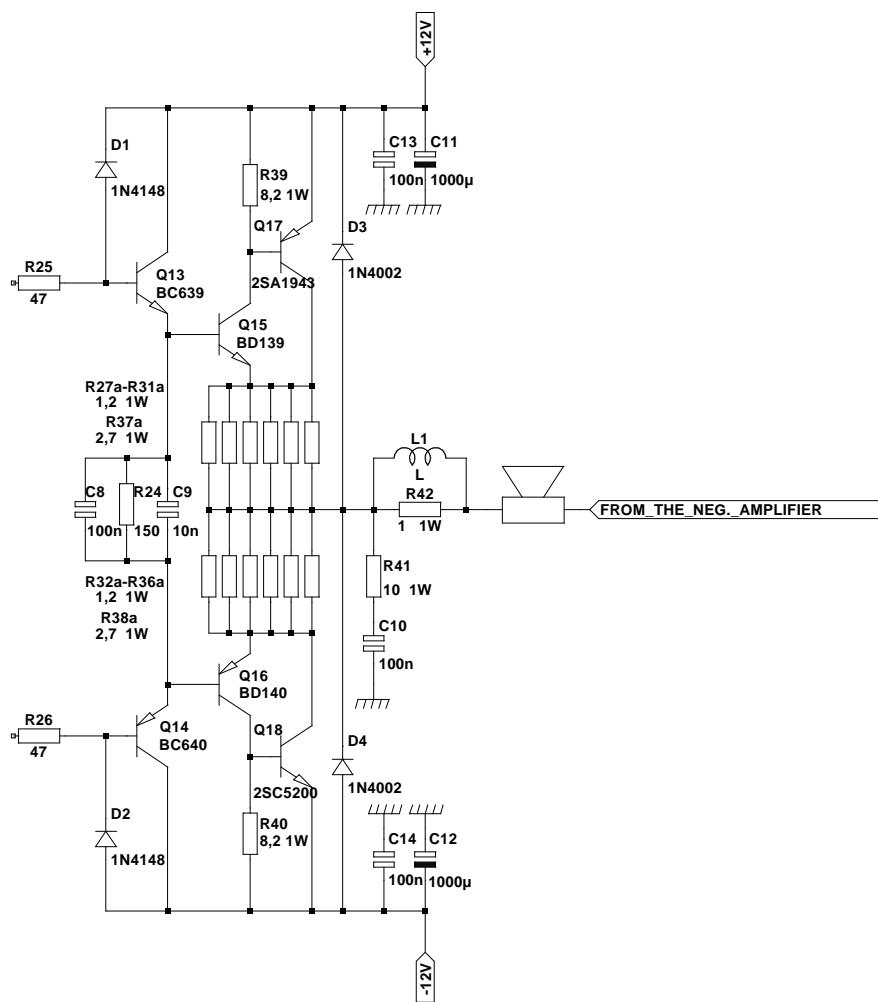 +12V
D1
1N4148
R39
8,2 1W
C13
100n
C11
1000µ
Q17
2SA1943
D3
1N4002
R25
47
Q13
BC639
Q15
BD139
R27a-R31a
1,2 1W
R37a
2,7 1W
L1
L
C8
100n
R24
150
C9
10n
R42
1 1W
FROM_THE_NEG._AMPLIFIER
R32a-R36a
1,2 1W
R38a
2,7 1W
R41
10 1W
C10
100n
Q16
BD140
R26
47
Q14
BC640
Q18
2SC5200
D4
1N4002
D2
1N4148
R40
8,2 1W
C14
100n
C12
1000µ
-12V